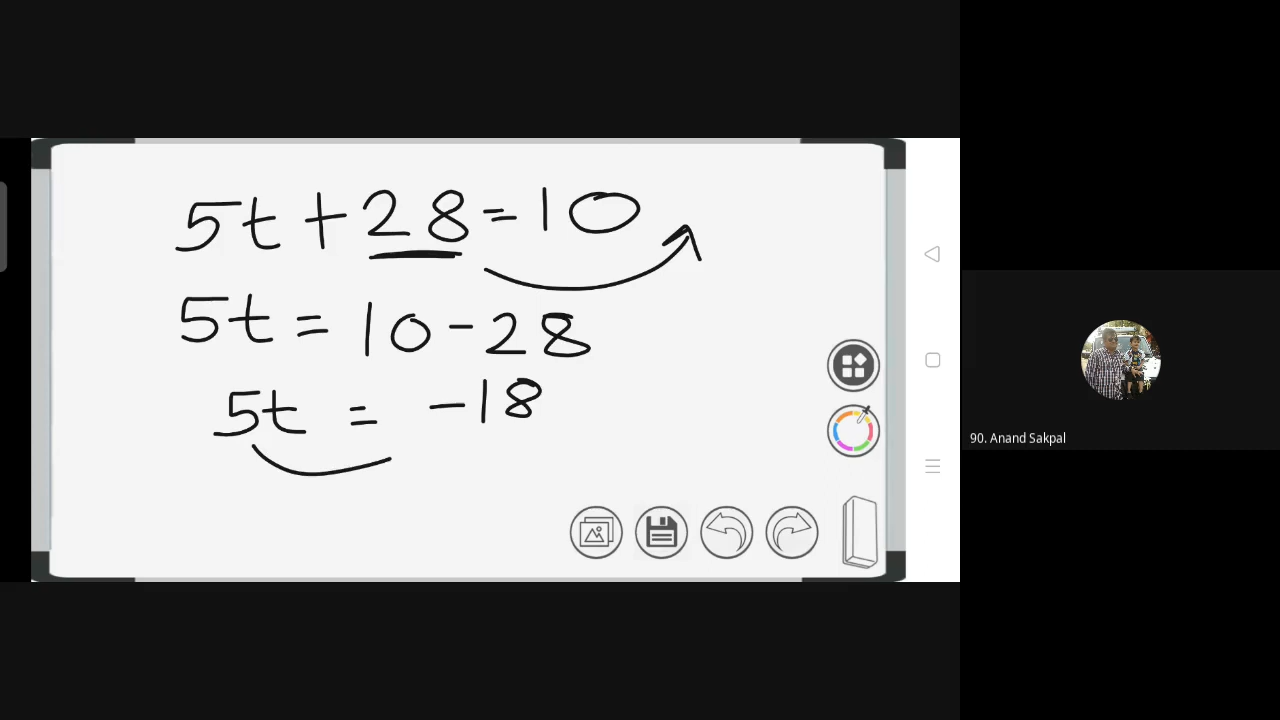 5t + 28 = 10
5t = 10 - 28
5t = -18
90. Anand Sakpal